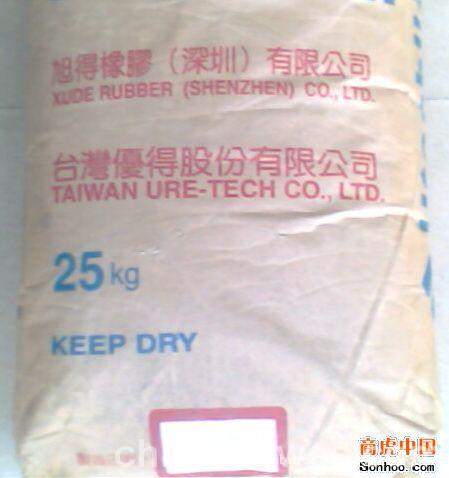 旭得橡膠（深圳）有限公司
XUDE RUBBER (SHENZHEN) CO., LTD.
台灣優得股份有限公司
TAIWAN URE-TECH CO., LTD.
25kg
KEEP DRY
商虎中国
Sonhoo.com